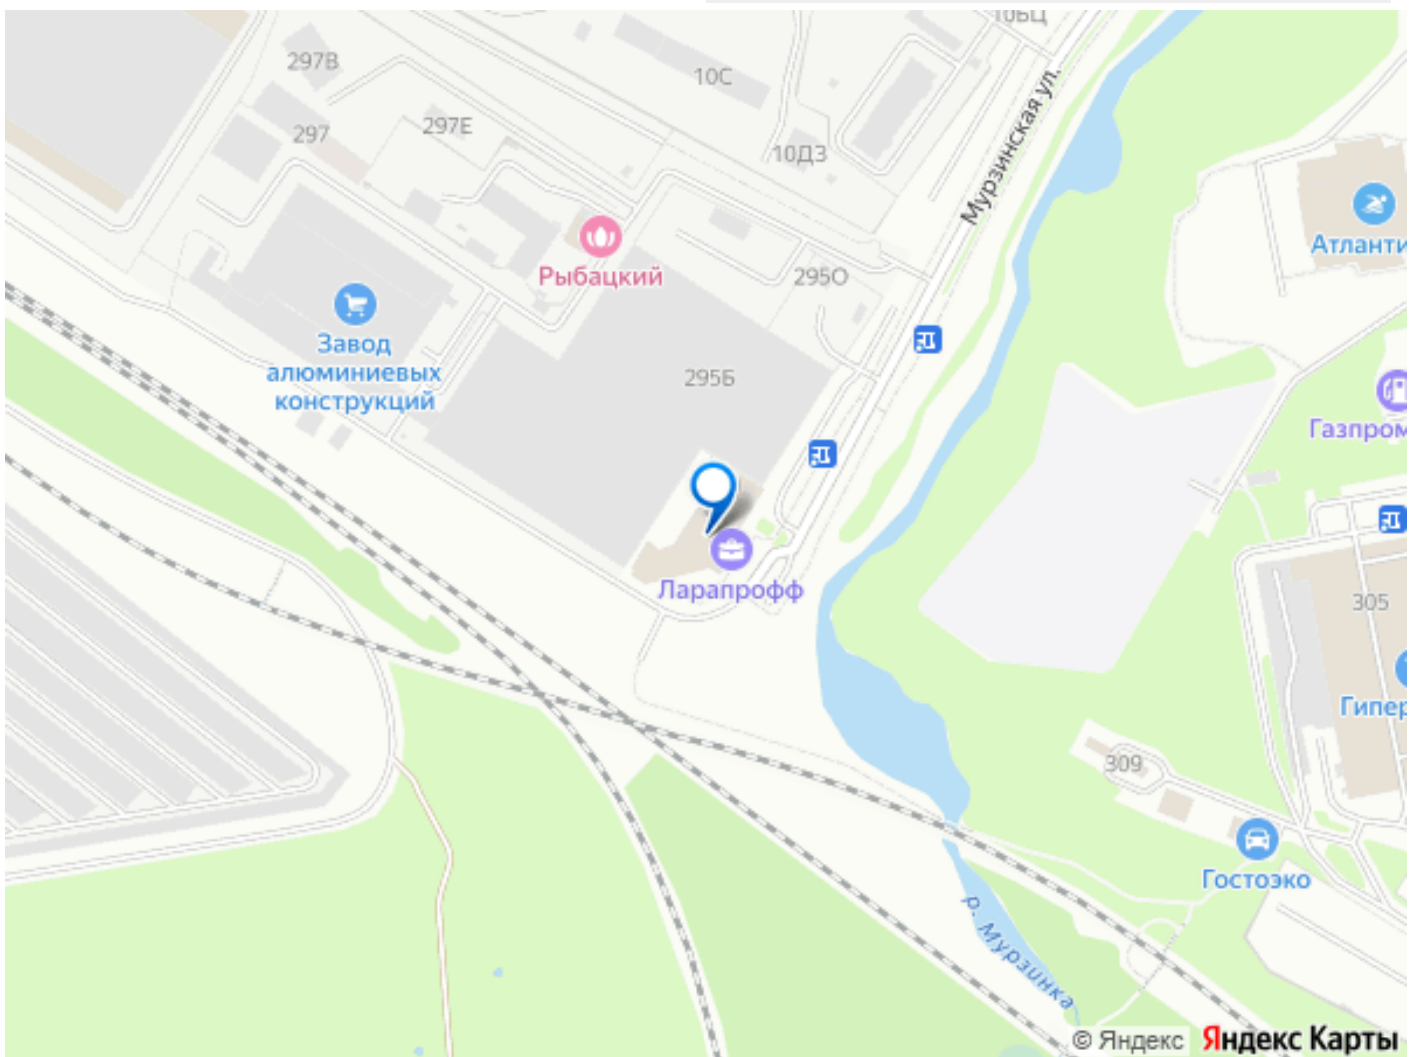 10БЦ
297В
10С
Мурзинская ул.
297Е
297
10Д3
Рыбацкий
295О
Атланти
Завод
алюминиевых
конструкций
295Б
Газпром
Ларапрофф
305
Гипер
309
Гостоэко
р. Мурзинка
© Яндекс Яндекс Карты